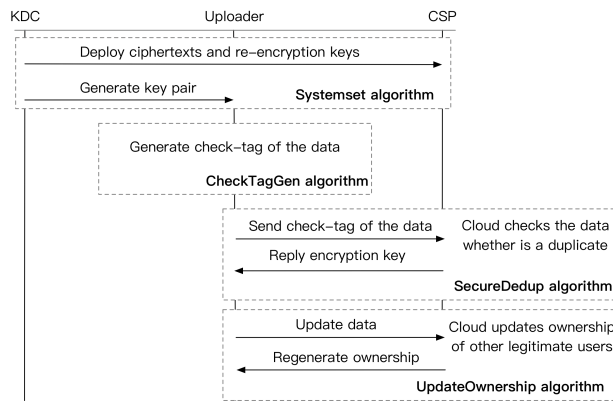 KDC Uploader CSP
Deploy ciphertexts and re-encryption keys
Generate key pair
Systemset algorithm
Generate check-tag of the data
CheckTagGen algorithm
Send check-tag of the data
Cloud checks the data
whether is a duplicate
Reply encryption key
SecureDedup algorithm
Update data
Cloud updates ownership
of other legitimate users
Regenerate ownership
UpdateOwnership algorithm